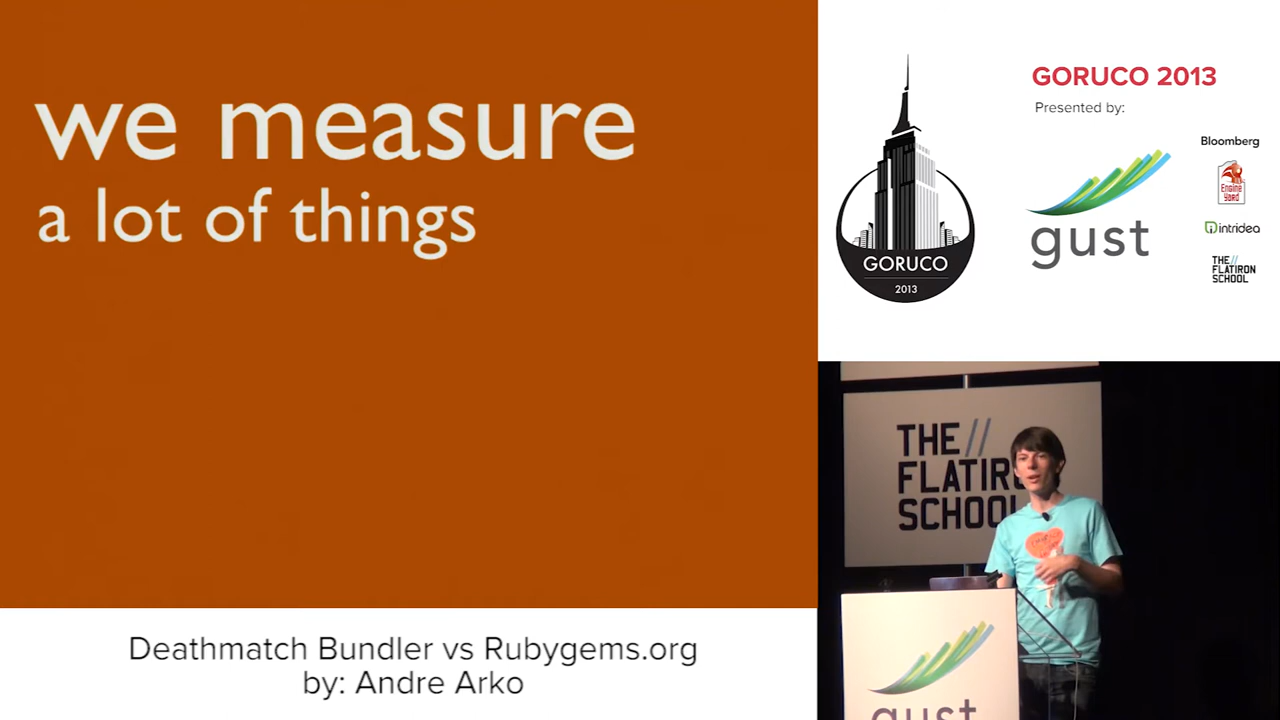 we measure
a lot of things
GORUCO 2013
Presented by:
Bloomberg
Engine
Yard
intridea
THE//
FLATIRON
SCHOOL
gust
GORUCO
2013
THE//
FLATIR
SCHOOL
gust
Deathmatch Bundler vs Rubygems.org
by: Andre Arko